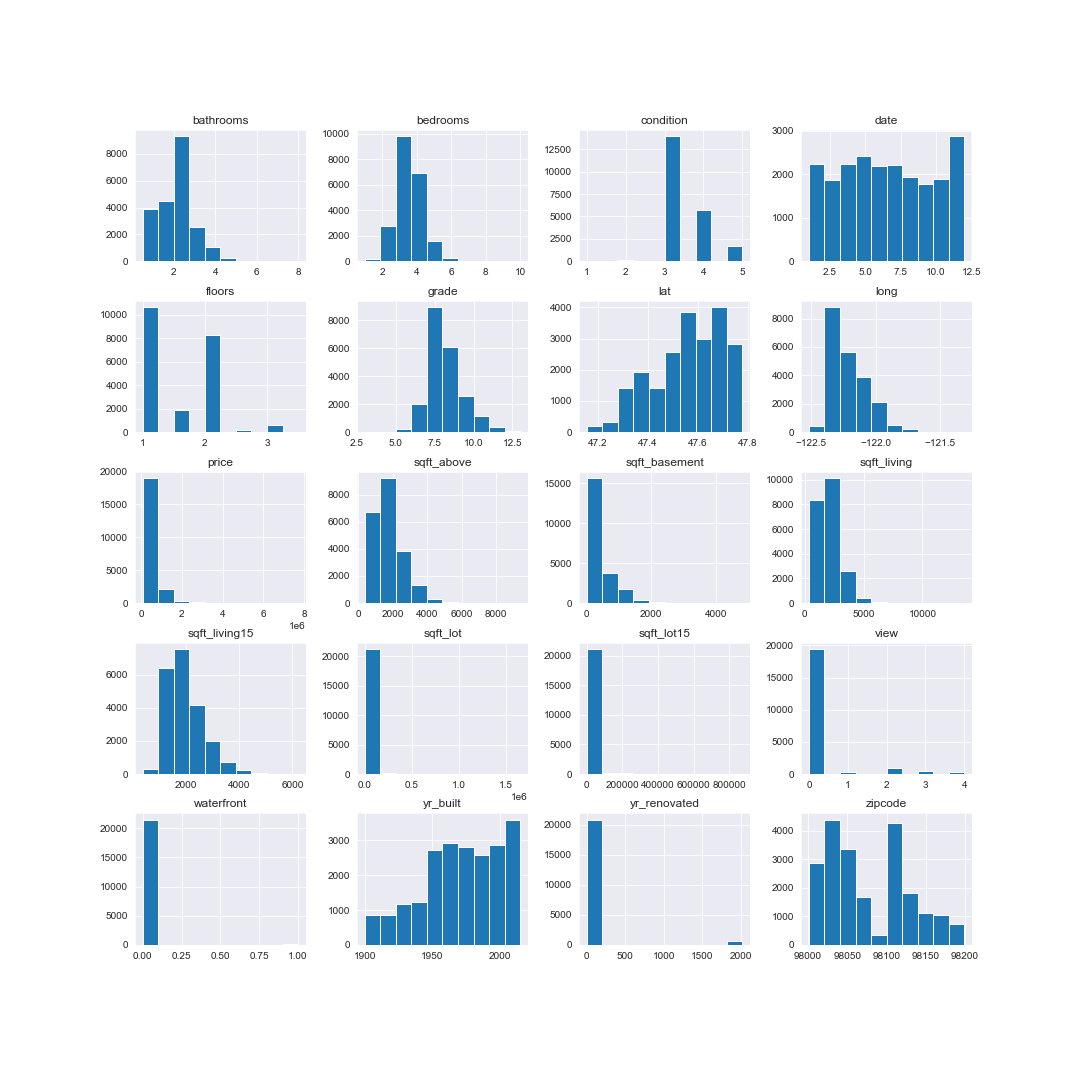 bathrooms
8000
6000
4000
2000
0
2 4 6 8
bedrooms
10000
8000
6000
4000
2000
0
2 4 6 8 10
condition
12500
10000
7500
5000
2500
0
1 2 3 4 5
date
3000
2000
1000
0
2.5 5.0 7.5 10.0 12.5
floors
10000
8000
6000
4000
2000
0
1 2 3
grade
8000
6000
4000
2000
0
2.5 5.0 7.5 10.0 12.5
lat
4000
3000
2000
1000
0
47.2 47.4 47.6 47.8
long
8000
6000
4000
2000
0
−122.5 −122.0 −121.5
price
20000
15000
10000
5000
0
0 2 4 6 8
1e6
sqft_above
8000
6000
4000
2000
0
0 2000 4000 6000 8000
sqft_basement
15000
10000
5000
0
0 2000 4000
sqft_living
10000
8000
6000
4000
2000
0
0 5000 10000
sqft_living15
6000
4000
2000
0
2000 4000 6000
sqft_lot
20000
15000
10000
5000
0
0.0 0.5 1.0 1.5
1e6
sqft_lot15
20000
15000
10000
5000
0
0 200000 400000 600000 800000
view
20000
15000
10000
5000
0
0 1 2 3 4
waterfront
20000
15000
10000
5000
0
0.00 0.25 0.50 0.75 1.00
yr_built
3000
2000
1000
0
1900 1950 2000
yr_renovated
20000
15000
10000
5000
0
0 500 1000 1500 2000
zipcode
4000
3000
2000
1000
0
98000 98050 98100 98150 98200